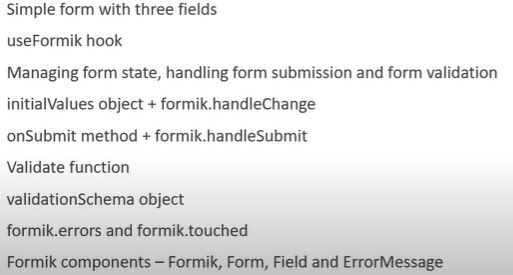 Simple form with three fields
useFormik hook
Managing form state, handling form submission and form validation
initialValues object + formik.handleChange
onSubmit method + formik.handleSubmit
Validate function
validationSchema object
formik.errors and formik.touched
Formik components – Formik, Form, Field and ErrorMessage